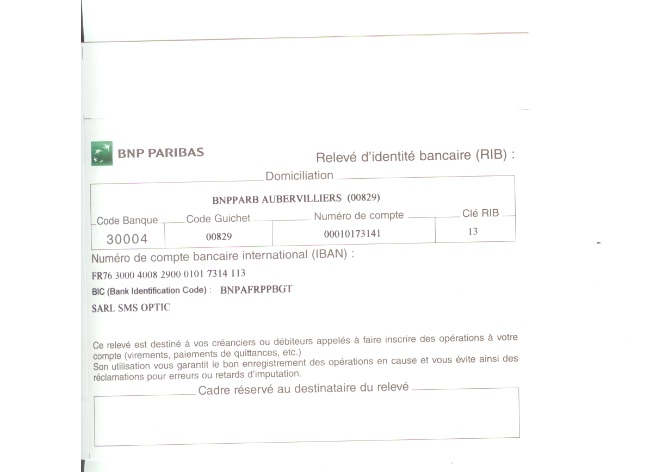 BNP PARIBAS
Relevé d'identité bancaire (RIB) :
Domiciliation
BNPPARB AUBERVILLIERS (00829)
Code Banque Code Guichet Numéro de compte Clé RIB
30004 00829 00010173141 13
Numéro de compte bancaire international (IBAN) :
FR76 3000 4008 2900 0101 7314 113
BIC (Bank Identification Code) : BNPAFRPPBGT
SARL SMS OPTIC
Ce relevé est destiné à vos créanciers ou débiteurs appelés à faire inscrire des opérations à votre
compte (virements, paiements de quittances, etc.)
Son utilisation vous garantit le bon enregistrement des opérations en cause et vous évite ainsi des
réclamations pour erreurs ou retards d'imputation.
Cadre réservé au destinataire du relevé